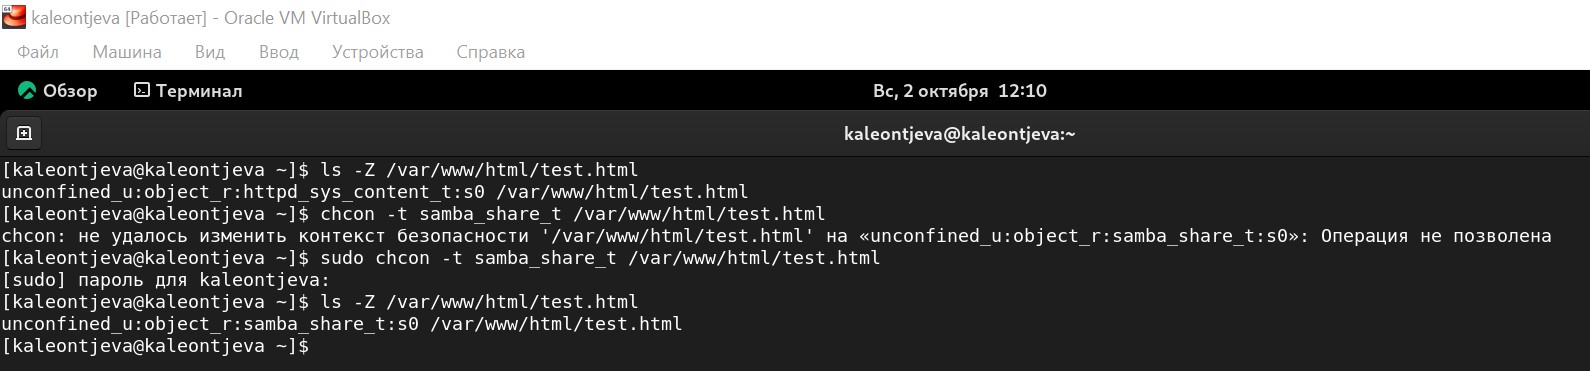 kaleontjeva [Работает] - Oracle VM VirtualBox
Файл Машина Вид Ввод Устройства Справка
Обзор Терминал Вс, 2 октября 12:10
kaleontjeva@kaleontjeva:~
[kaleontjeva@kaleontjeva ~]$ ls -Z /var/www/html/test.html
unconfined_u:object_r:httpd_sys_content_t:s0 /var/www/html/test.html
[kaleontjeva@kaleontjeva ~]$ chcon -t samba_share_t /var/www/html/test.html
chcon: не удалось изменить контекст безопасности '/var/www/html/test.html' на «unconfined_u:object_r:samba_share_t:s0»: Операция не позволена
[kaleontjeva@kaleontjeva ~]$ sudo chcon -t samba_share_t /var/www/html/test.html
[sudo] пароль для kaleontjeva:
[kaleontjeva@kaleontjeva ~]$ ls -Z /var/www/html/test.html
unconfined_u:object_r:samba_share_t:s0 /var/www/html/test.html
[kaleontjeva@kaleontjeva ~]$